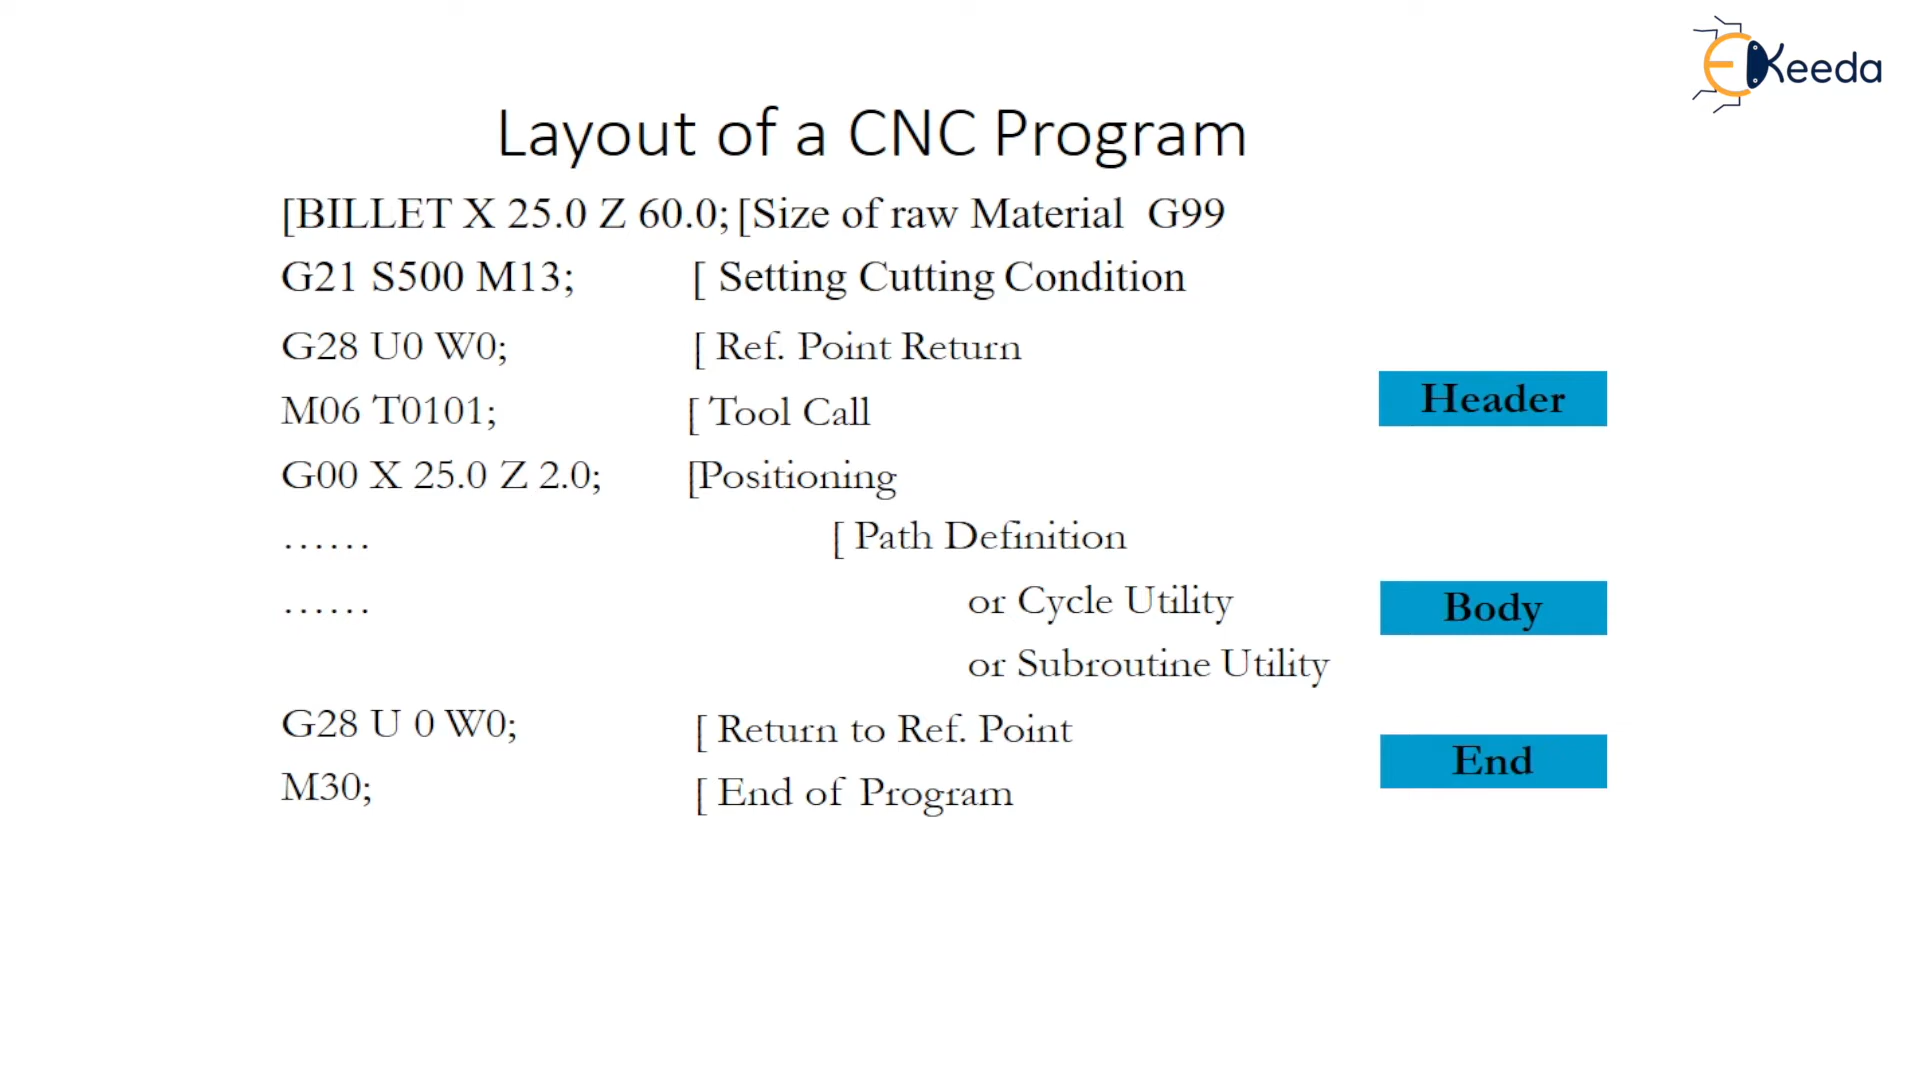 EKeeda
Layout of a CNC Program
[BILLET X 25.0 Z 60.0; [Size of raw Material G99
G21 S500 M13; [ Setting Cutting Condition
G28 U0 W0; [ Ref. Point Return
M06 T0101; [ Tool Call
Header
G00 X 25.0 Z 2.0; [Positioning
...... [ Path Definition
...... or Cycle Utility
Body
or Subroutine Utility
G28 U 0 W0; [ Return to Ref. Point
End
M30; [ End of Program